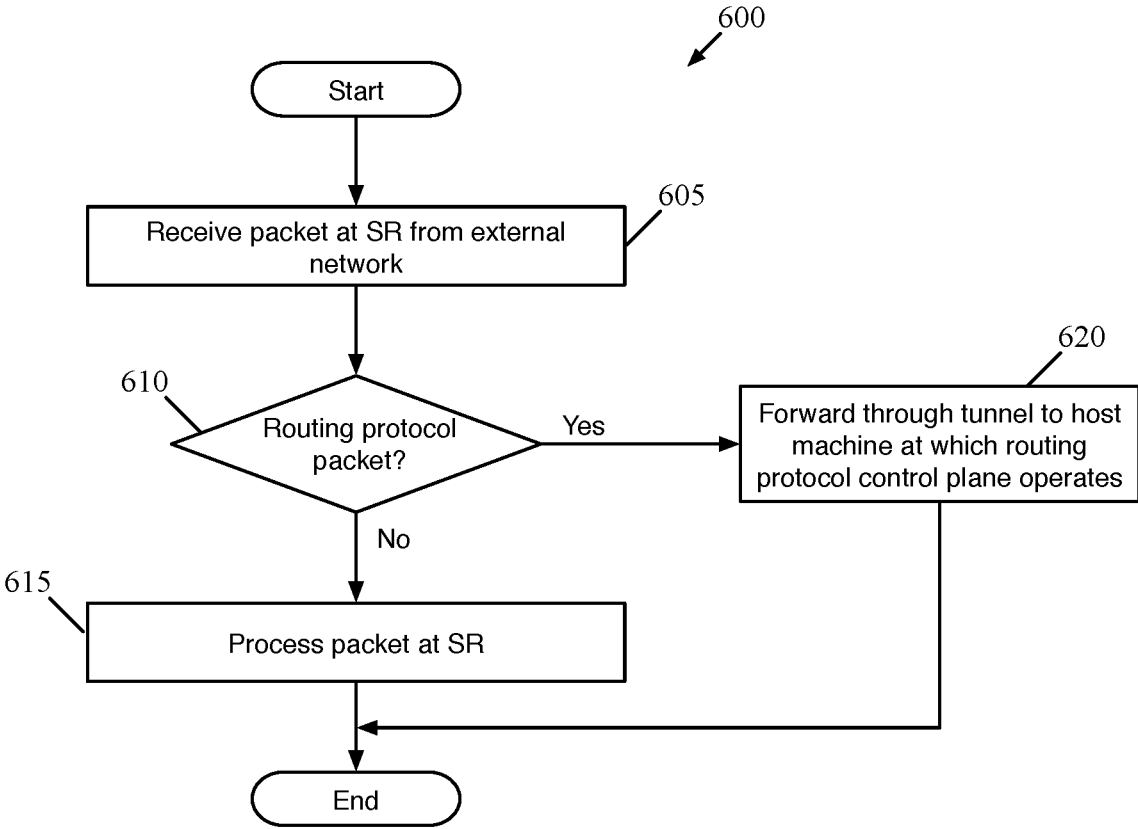 600
Start
605
Receive packet at SR from external
network
610
Routing protocol
packet?
Yes
620
Forward through tunnel to host
machine at which routing
protocol control plane operates
No
615
Process packet at SR
End